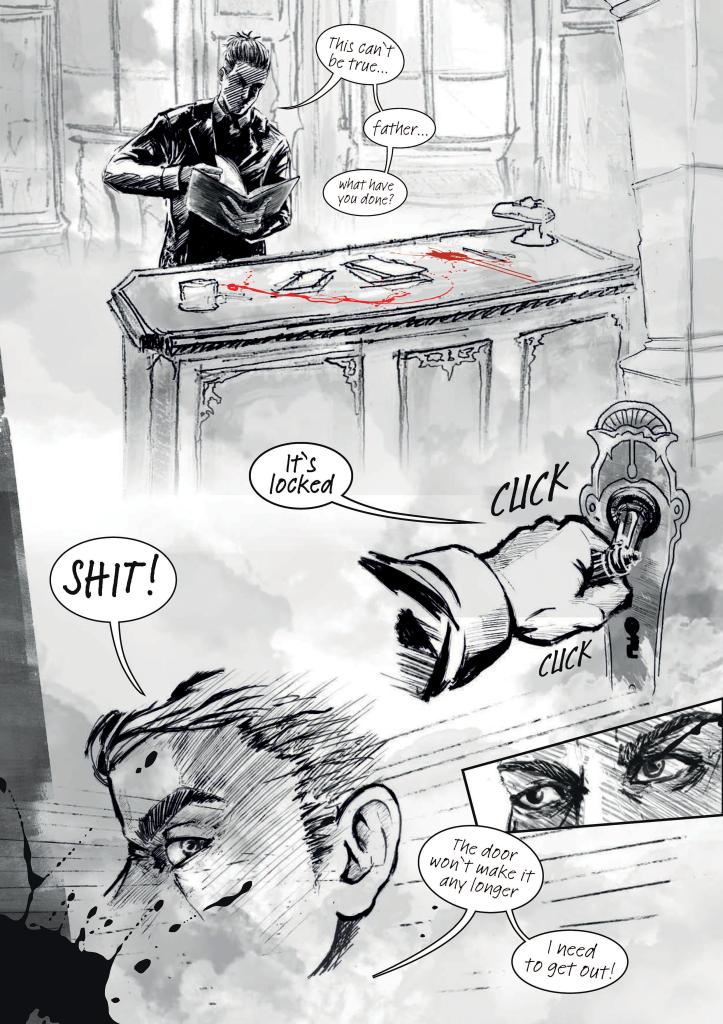 This can't
be true...
father...
what have
you done?
It's
locked
CLICK
SHIT!
CLICK
The door
won't make it
any longer
I need
to get out!